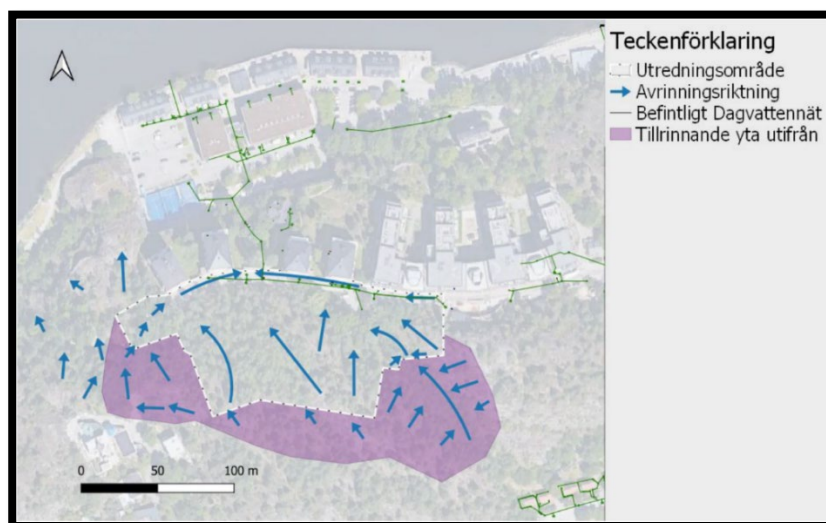 Teckenförklaring
Utredningsområde
Avrinningsriktning
Befintligt Dagvattennät
Tillrinnande yta utifrån
0 50 100 m